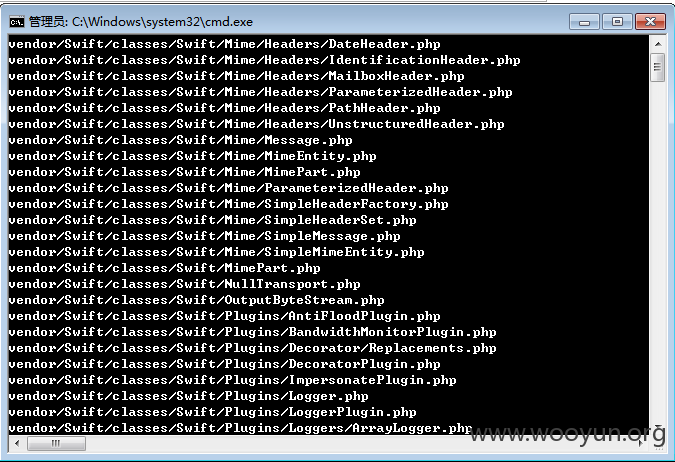 管理员: C:\Windows\system32\cmd.exe
vendor/Swift/classes/Swift/Mime/Headers/DateHeader.php
vendor/Swift/classes/Swift/Mime/Headers/IdentificationHeader.php
vendor/Swift/classes/Swift/Mime/Headers/MailboxHeader.php
vendor/Swift/classes/Swift/Mime/Headers/ParameterizedHeader.php
vendor/Swift/classes/Swift/Mime/Headers/PathHeader.php
vendor/Swift/classes/Swift/Mime/Headers/UnstructuredHeader.php
vendor/Swift/classes/Swift/Mime/Message.php
vendor/Swift/classes/Swift/Mime/MimeEntity.php
vendor/Swift/classes/Swift/Mime/MimePart.php
vendor/Swift/classes/Swift/Mime/ParameterizedHeader.php
vendor/Swift/classes/Swift/Mime/SimpleHeaderFactory.php
vendor/Swift/classes/Swift/Mime/SimpleHeaderSet.php
vendor/Swift/classes/Swift/Mime/SimpleMessage.php
vendor/Swift/classes/Swift/Mime/SimpleMimeEntity.php
vendor/Swift/classes/Swift/MimePart.php
vendor/Swift/classes/Swift/NullTransport.php
vendor/Swift/classes/Swift/OutputByteStream.php
vendor/Swift/classes/Swift/Plugins/AntiFloodPlugin.php
vendor/Swift/classes/Swift/Plugins/BandwidthMonitorPlugin.php
vendor/Swift/classes/Swift/Plugins/Decorator/Replacements.php
vendor/Swift/classes/Swift/Plugins/DecoratorPlugin.php
vendor/Swift/classes/Swift/Plugins/ImpersonatePlugin.php
vendor/Swift/classes/Swift/Plugins/Logger.php
vendor/Swift/classes/Swift/Plugins/LoggerPlugin.php
vendor/Swift/classes/Swift/Plugins/Loggers/ArrayLogger.php
www.wooyun.org